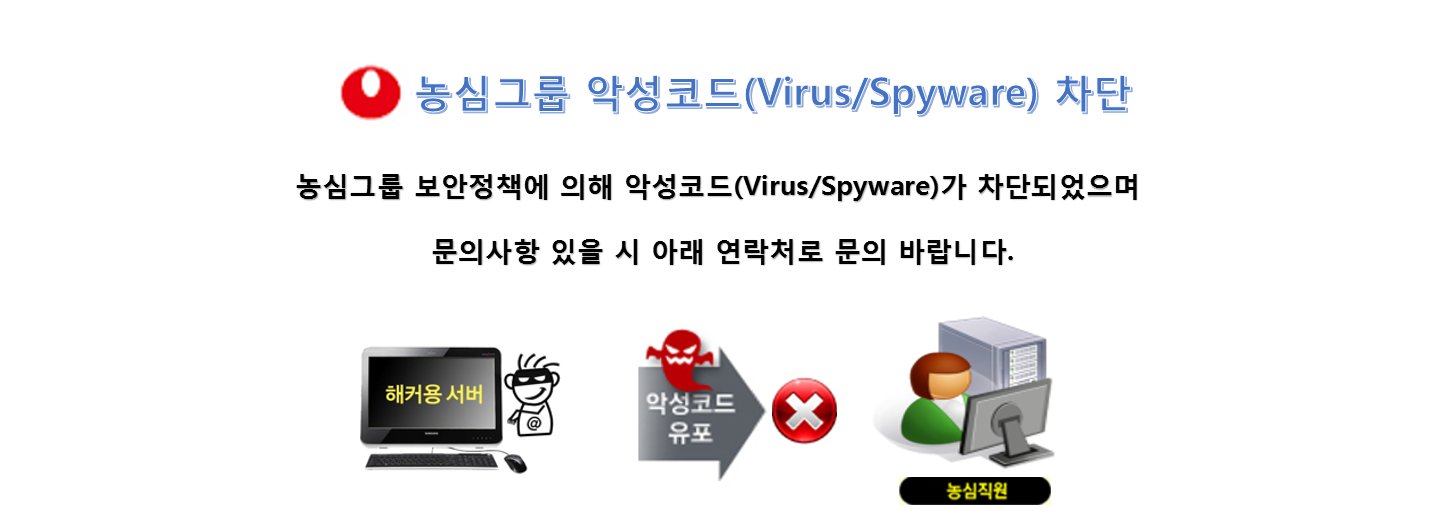 농심그룹 악성코드(Virus/Spyware) 차단
농심그룹 보안정책에 의해 악성코드(Virus/Spyware)가 차단되었으며
문의사항 있을 시 아래 연락처로 문의 바랍니다.
해커용 서버
@
악성코드
유포
농심직원